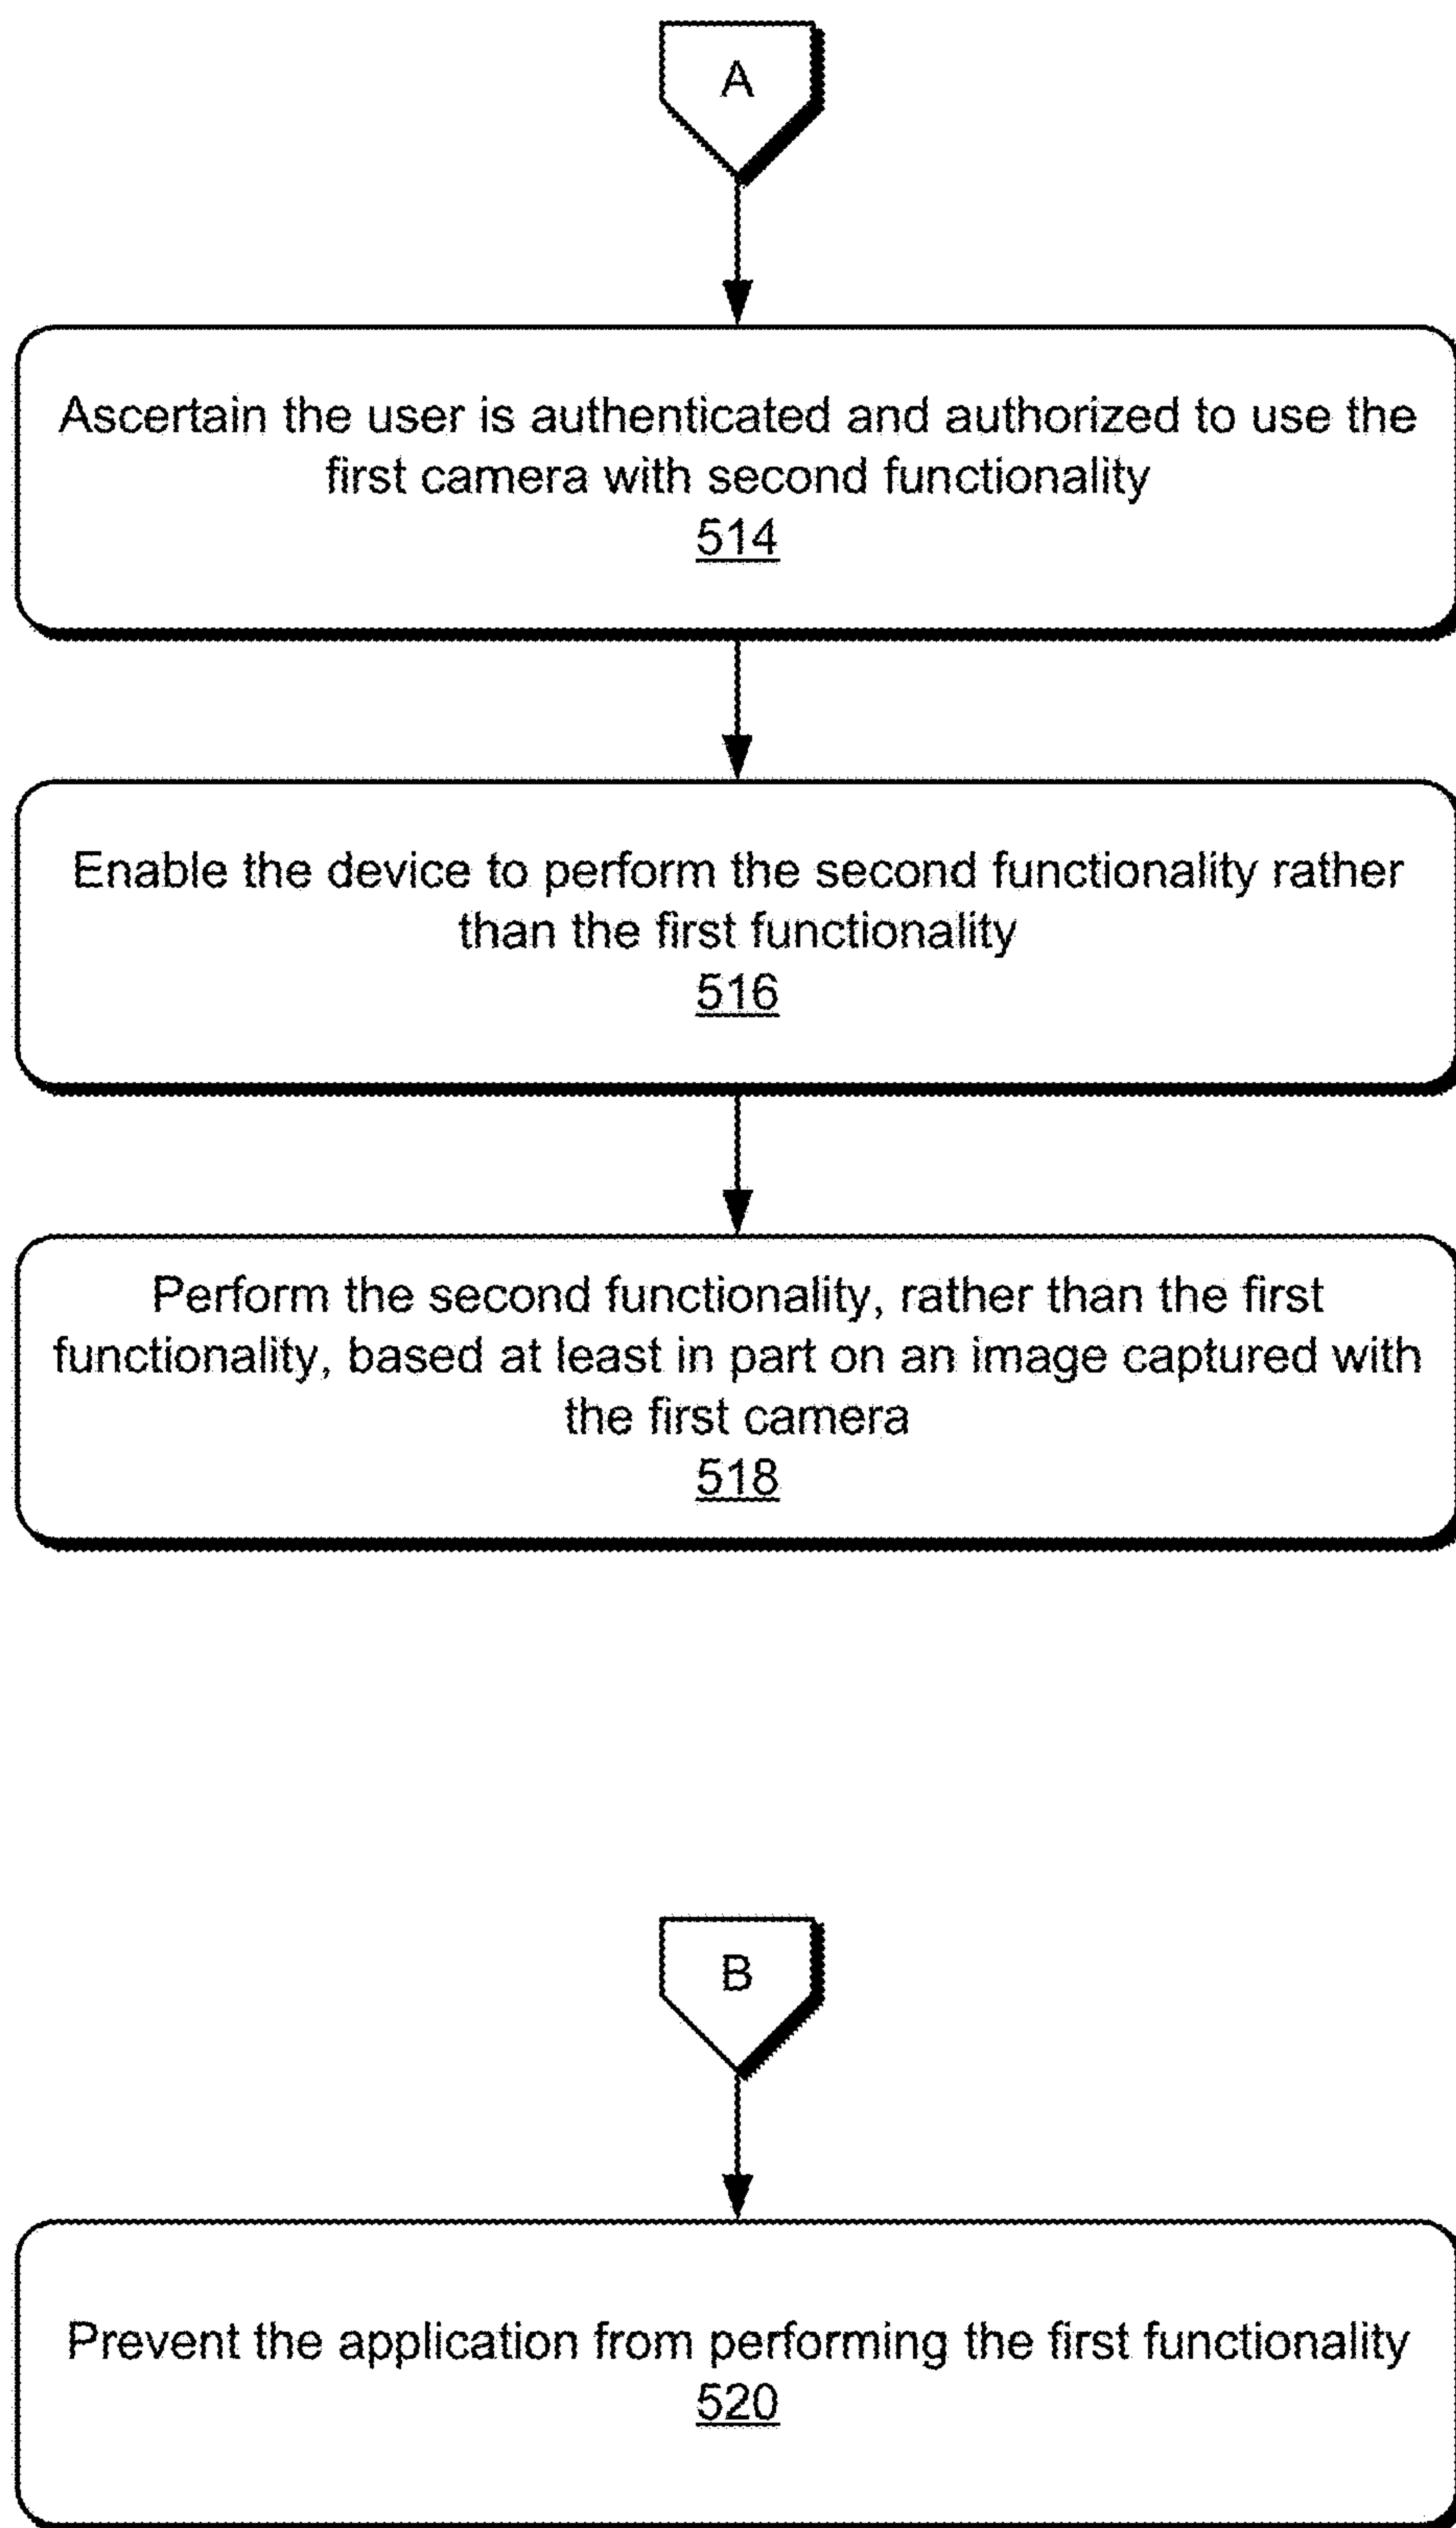 A
Ascertain the user is authenticated and authorized to use the
first camera with second functionality
514
Enable the device to perform the second functionality rather
than the first functionality
516
Perform the second functionality, rather than the first
functionality, based at least in part on an image captured with
the first camera
518
B
Prevent the application from performing the first functionality
520